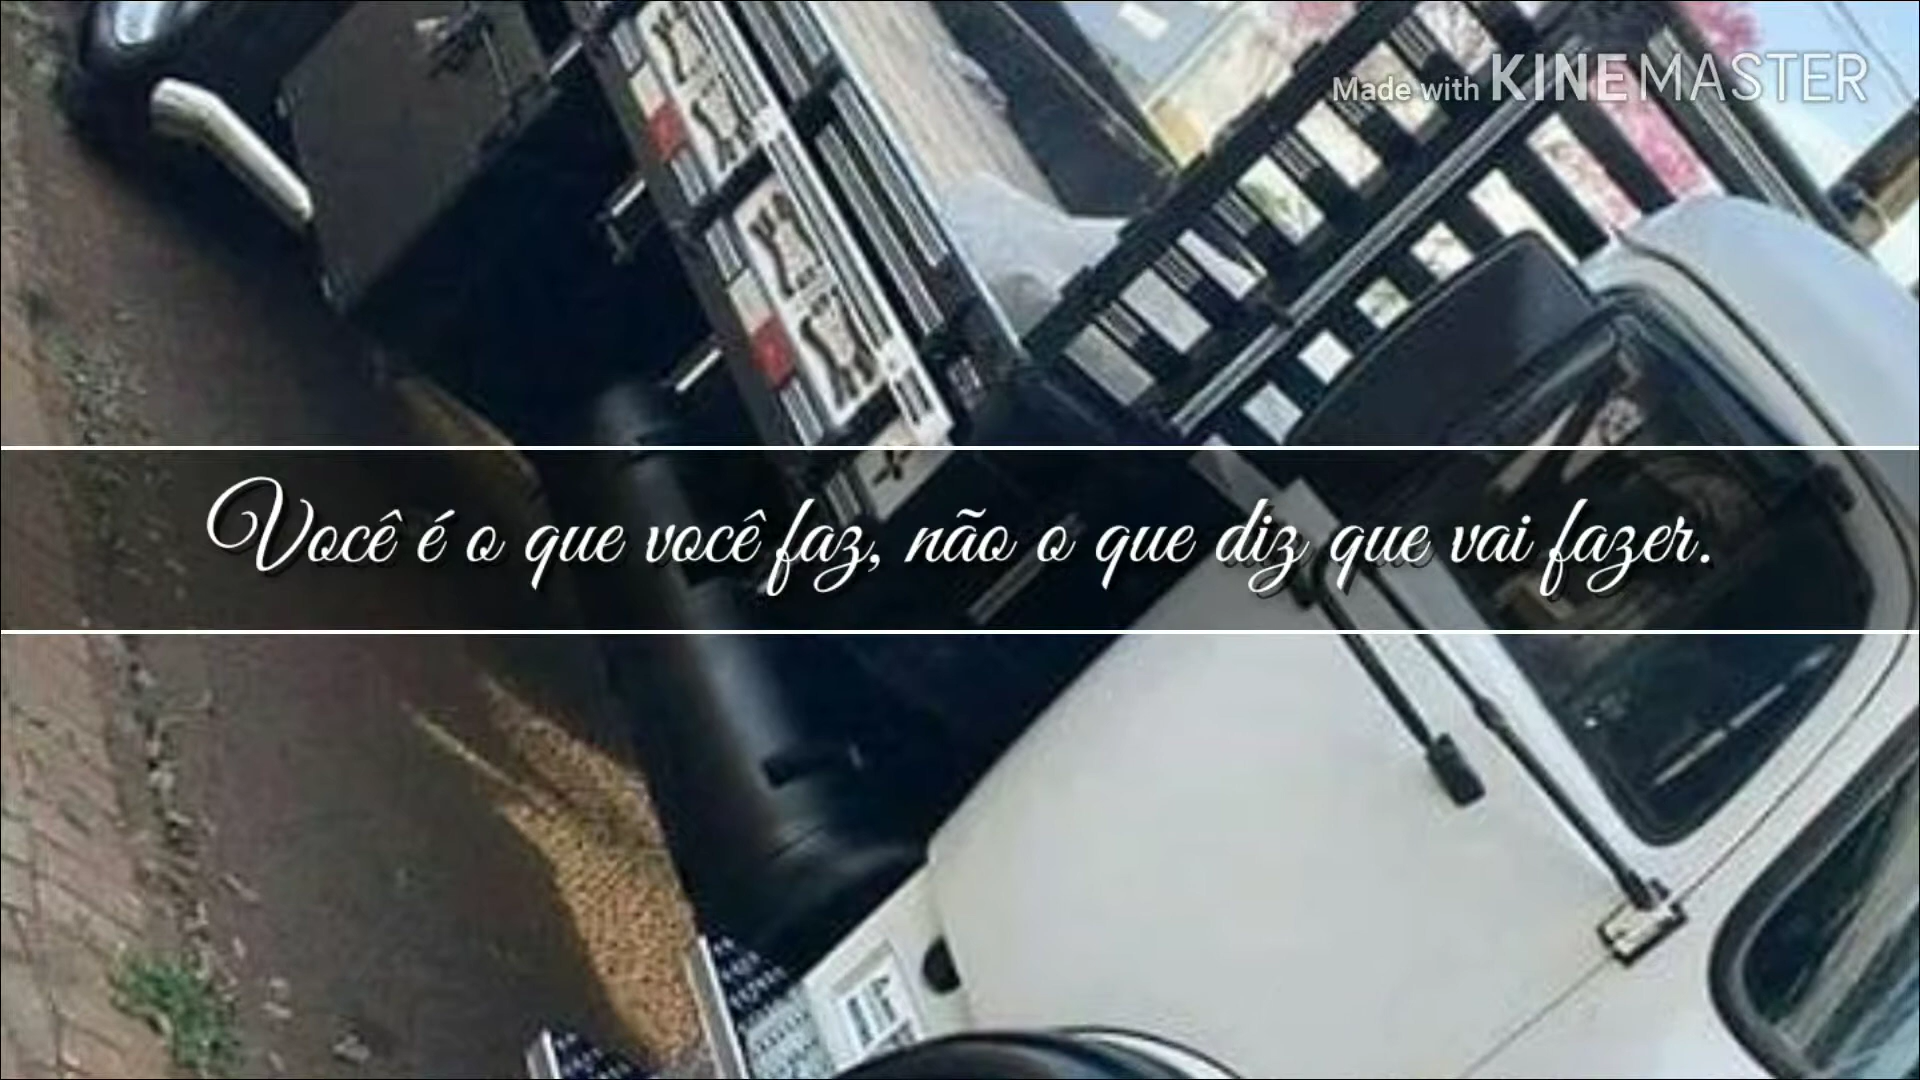 Made with KINEMASTER
Você é o que você faz, não o que diz que vai fazer.